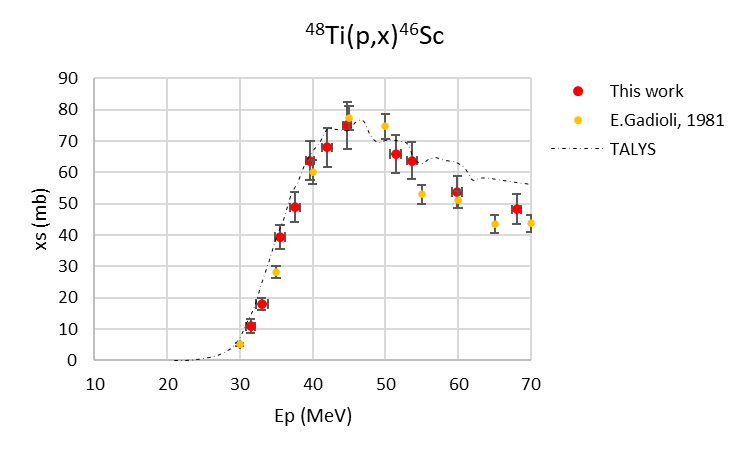 ⁴⁸Ti(p,x)⁴⁶Sc
90
80
70
60
50
40
30
20
10
0
xs (mb)
10 20 30 40 50 60 70
Ep (MeV)
This work
E.Gadioli, 1981
TALYS